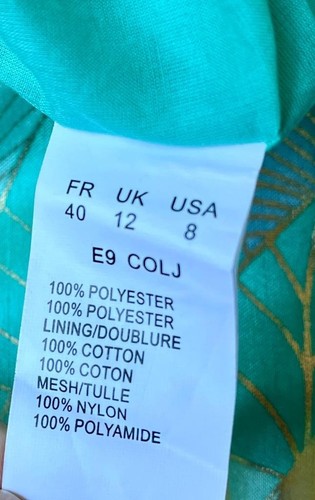 FR UK USA
40 12 8
E9 COLJ
100% POLYESTER
100% POLYESTER
LINING/DOUBLURE
100% COTTON
100% COTON
MESH/TULLE
100% NYLON
100% POLYAMIDE